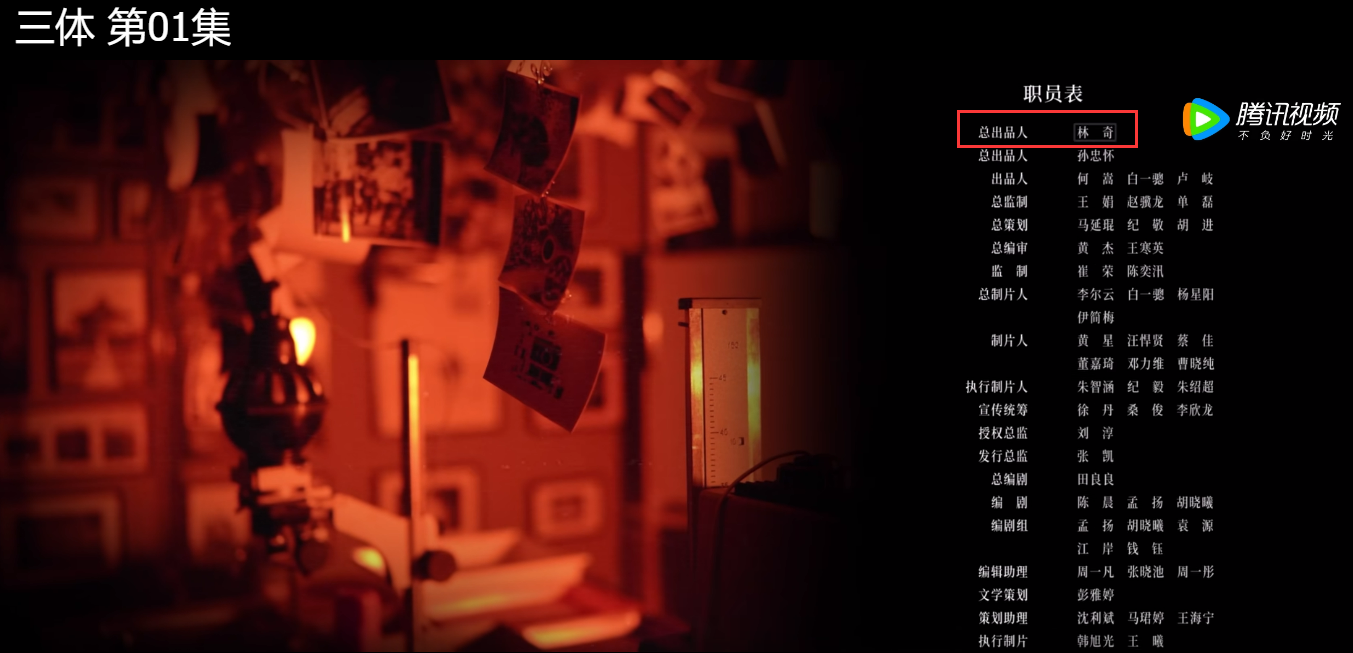 三体 第01集
职员表
腾讯视频
不负好时光
总出品人 林 奇
总出品人 孙忠怀
出品人 何 嵩 白一骢 卢 岐
总监制 王 娟 赵骥龙 单 磊
总策划 马延琨 纪 敬 胡 进
总编审 黄 杰 王寒英
监 制 崔 荣 陈奕汛
总制片人 李尔云 白一骢 杨星阳
伊简梅
制片人 黄 星 汪悍贤 蔡 佳
董嘉琦 邓力维 曹晓纯
执行制片人 朱智涵 纪 毅 朱绍超
宣传统筹 徐 丹 桑 俊 李欣龙
授权总监 刘 淳
发行总监 张 凯
总编剧 田良良
编 剧 陈 晨 孟 扬 胡晓曦
编剧组 孟 扬 胡晓曦 袁 源
江 岸 钱 钰
编辑助理 周一凡 张晓池 周一彤
文学策划 彭雅婷
策划助理 沈利斌 马珺婷 王海宁
执行制片 韩旭光 王 曦